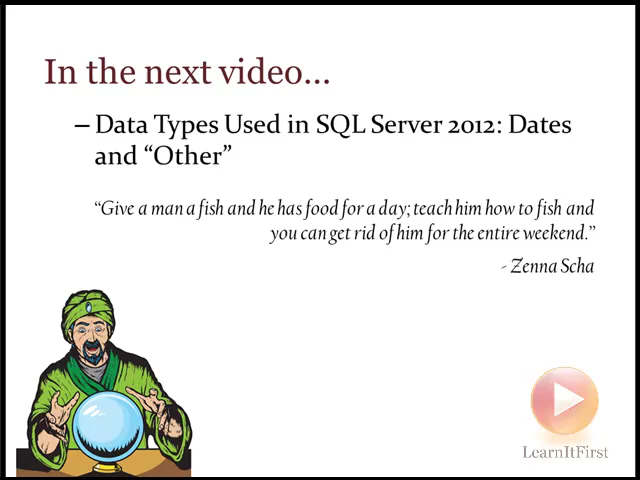 In the next video...
– Data Types Used in SQL Server 2012: Dates
and “Other”
“Give a man a fish and he has food for a day; teach him how to fish and
you can get rid of him for the entire weekend.”
- Zenna Scha
LearnItFirst